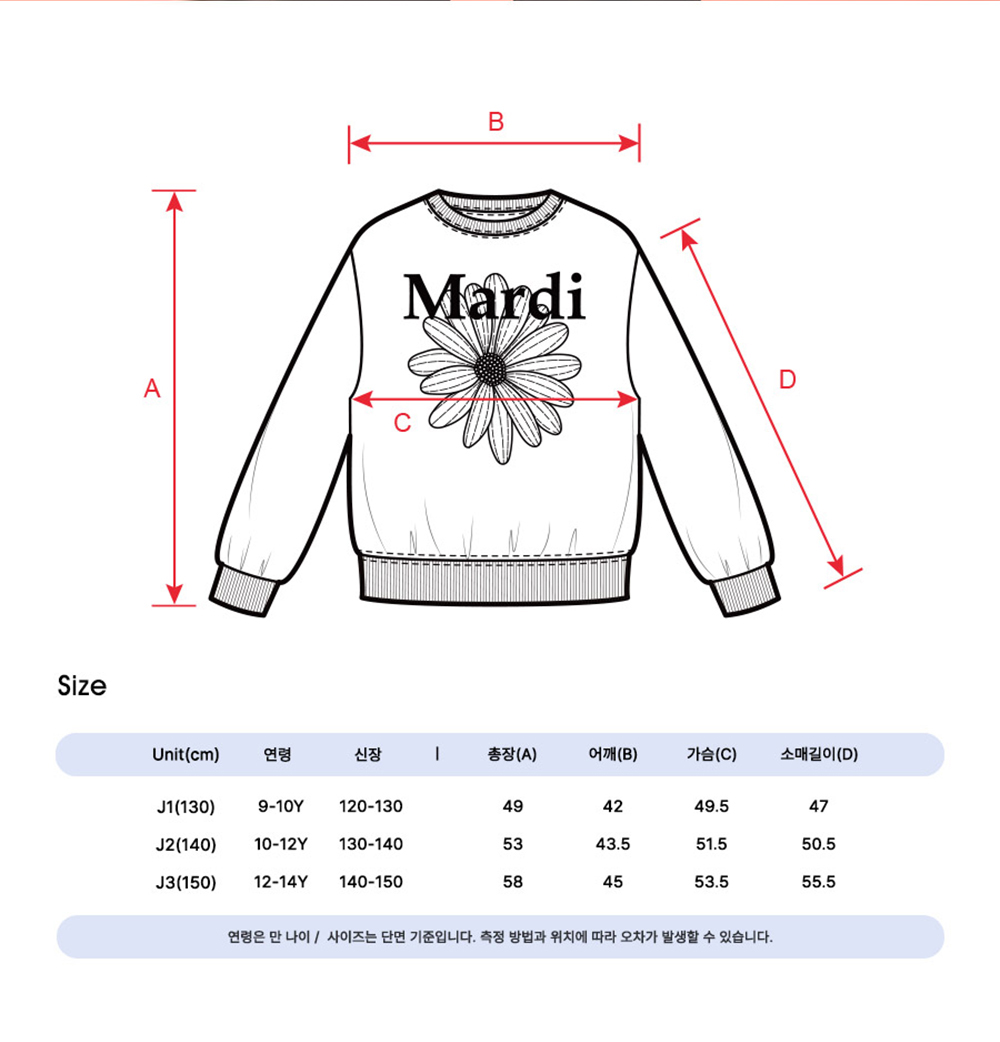 B
A
Mardi
D
C
Size
Unit(cm) 연령 신장 | 총장(A) 어깨(B) 가슴(C) 소매길이(D)
J1(130) 9-10Y 120-130 49 42 49.5 47
J2(140) 10-12Y 130-140 53 43.5 51.5 50.5
J3(150) 12-14Y 140-150 58 45 53.5 55.5
연령은 만 나이 / 사이즈는 단면 기준입니다. 측정 방법과 위치에 따라 오차가 발생할 수 있습니다.